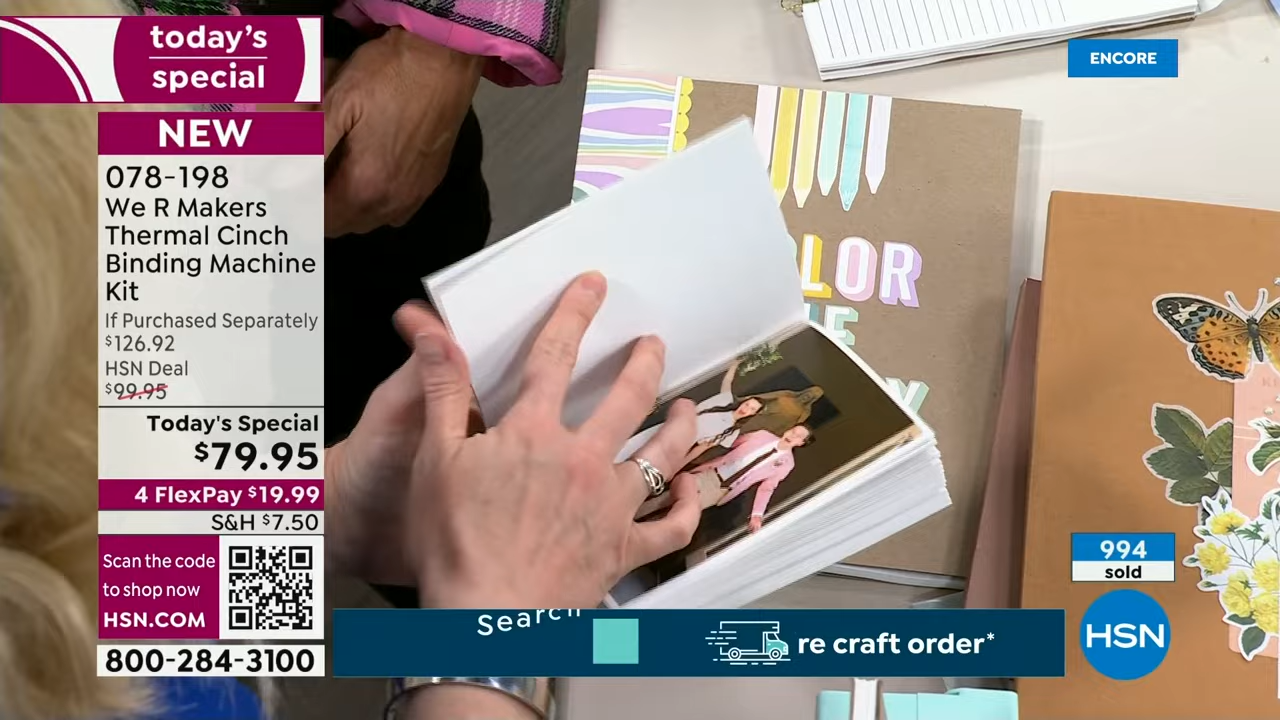 today's
special
ENCORE
NEW
078-198
We R Makers
Thermal Cinch
Binding Machine
Kit
If Purchased Separately
$126.92
HSN Deal
$99.95
Today's Special
$79.95
4 FlexPay $19.99
S&H $7.50
Scan the code
to shop now
HSN.COM
800-284-3100
LOR
994
sold
HSN
Search
re craft order*